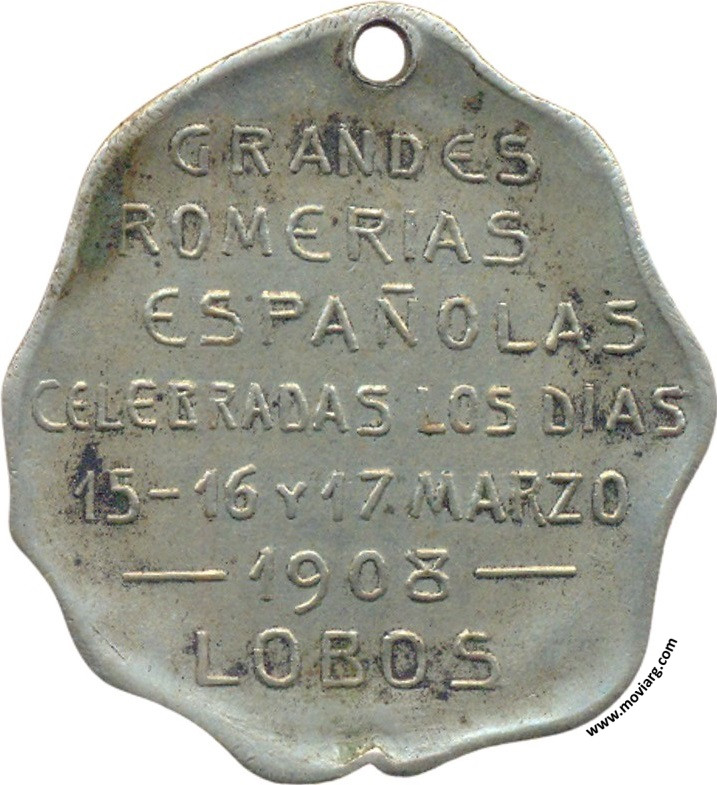 GRANDES
ROMERIAS
ESPAÑOLAS
CELEBRADAS LOS DIAS
15-16 Y 17 MARZO
— 1908 —
LOBOS
www.moviarg.com